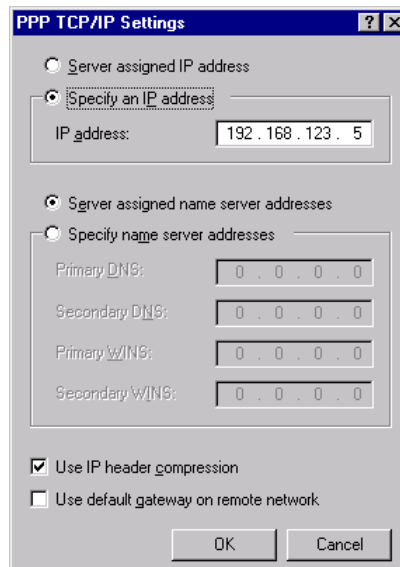 PPP TCP/IP Settings
Server assigned IP address
Specify an IP address
IP address: 192 . 168 . 123 . 5
Server assigned name server addresses
Specify name server addresses
Primary DNS: 0 . 0 . 0 . 0
Secondary DNS: 0 . 0 . 0 . 0
Primary WINS: 0 . 0 . 0 . 0
Secondary WINS: 0 . 0 . 0 . 0
Use IP header compression
Use default gateway on remote network
OK Cancel